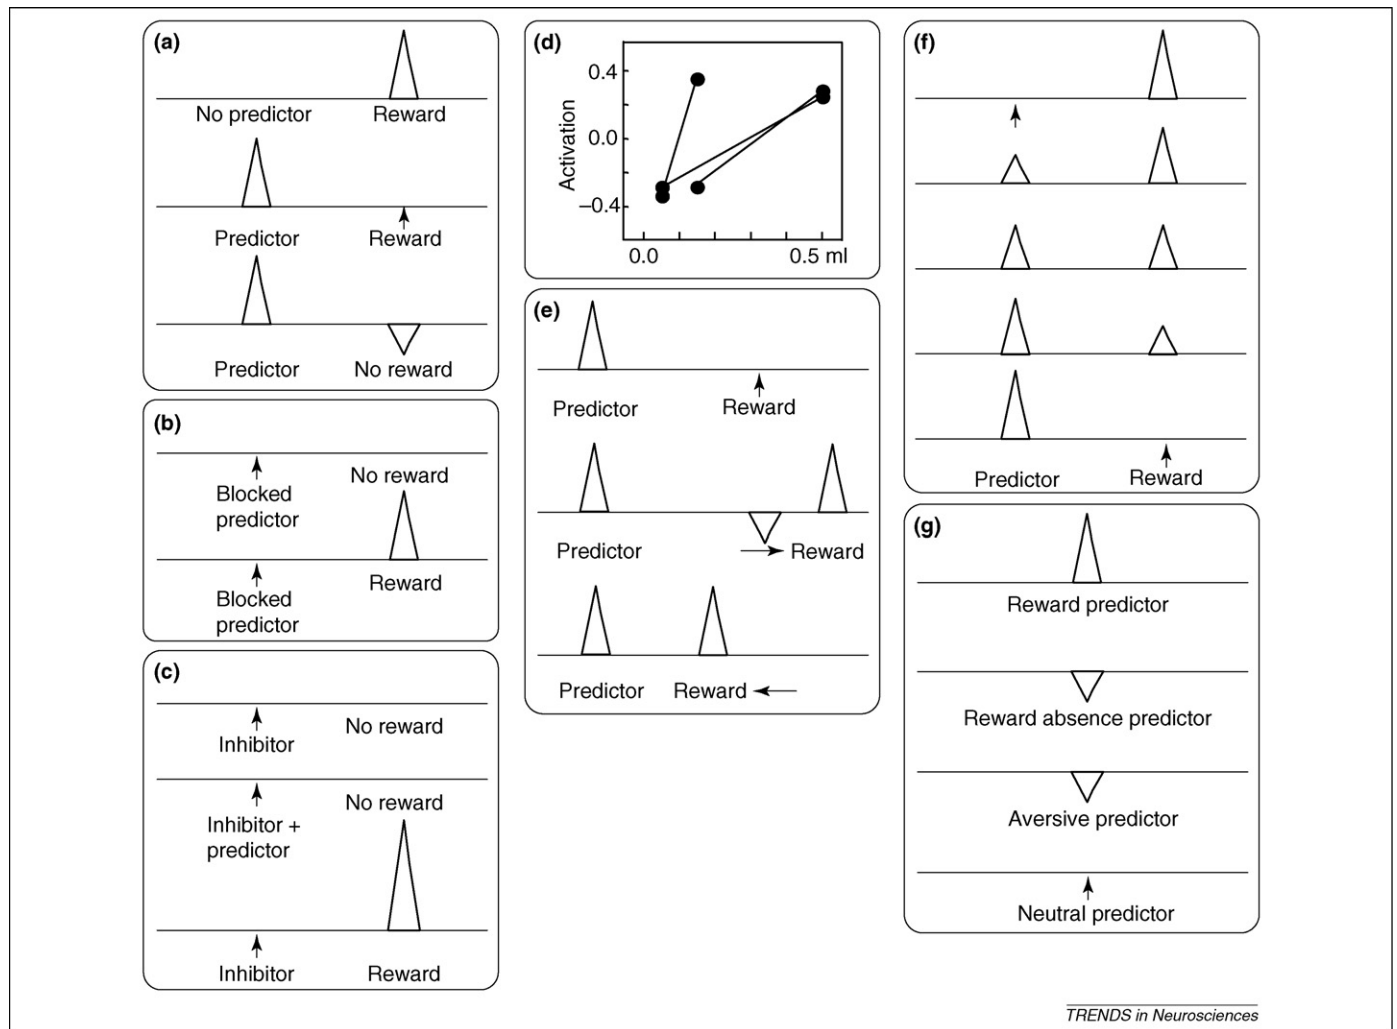 (a)
No predictor Reward
Predictor Reward
Predictor No reward
(b)
No reward
Blocked
predictor
Reward
Blocked
predictor
(c)
No reward
Inhibitor
No reward
Inhibitor +
predictor
Inhibitor Reward
(d)
Activation
0.4
0.0
–0.4
0.0 0.5 ml
(e)
Predictor Reward
Predictor Reward
Predictor Reward
(f)
Predictor Reward
(g)
Reward predictor
Reward absence predictor
Aversive predictor
Neutral predictor
TRENDS in Neurosciences